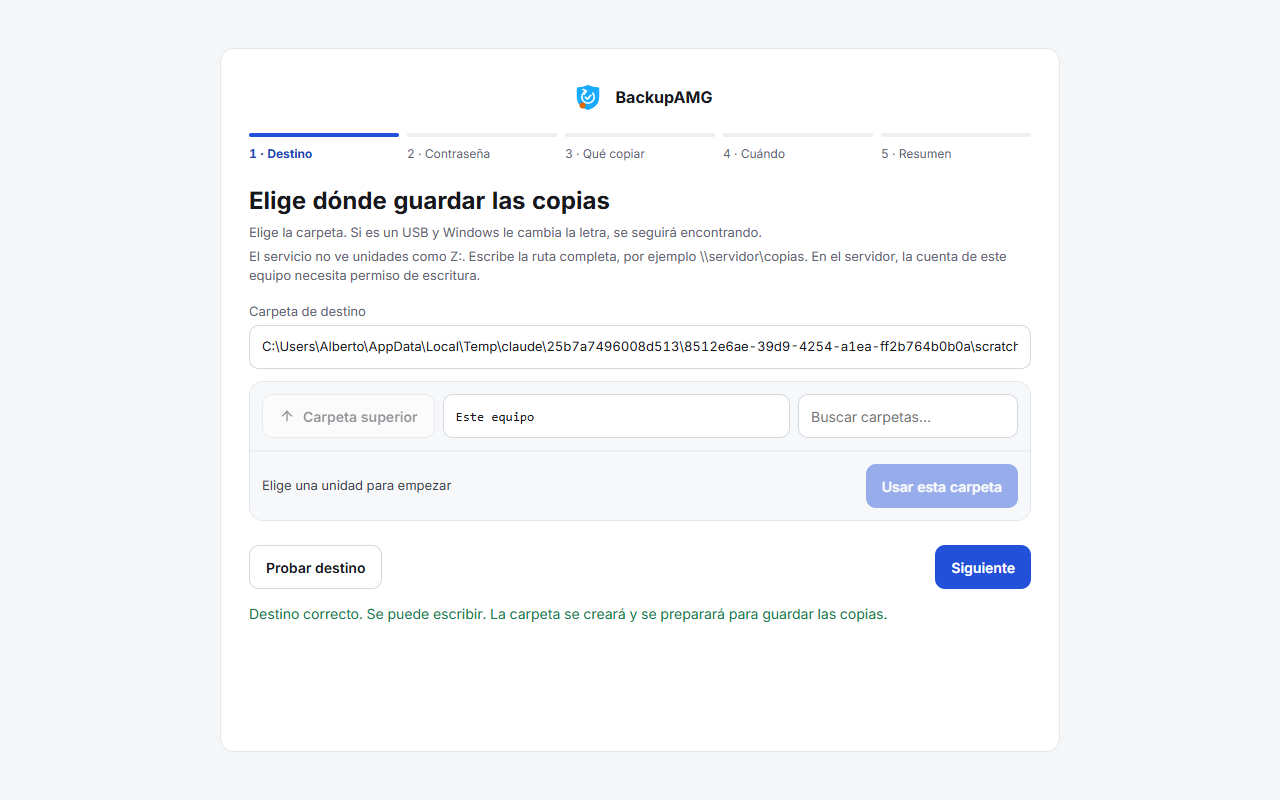 BackupAMG
1 · Destino
2 · Contraseña
3 · Qué copiar
4 · Cuándo
5 · Resumen
Elige dónde guardar las copias
Elige la carpeta. Si es un USB y Windows le cambia la letra, se seguirá encontrando.
El servicio no ve unidades como Z:. Escribe la ruta completa, por ejemplo \\servidor\copias. En el servidor, la cuenta de este
equipo necesita permiso de escritura.
Carpeta de destino
C:\Users\Alberto\AppData\Local\Temp\claude\25b7a7496008d513\8512e6ae-39d9-4254-a1ea-ff2b764b0b0a\scratch
Carpeta superior
Este equipo
Buscar carpetas...
Elige una unidad para empezar
Usar esta carpeta
Probar destino
Siguiente
Destino correcto. Se puede escribir. La carpeta se creará y se preparará para guardar las copias.